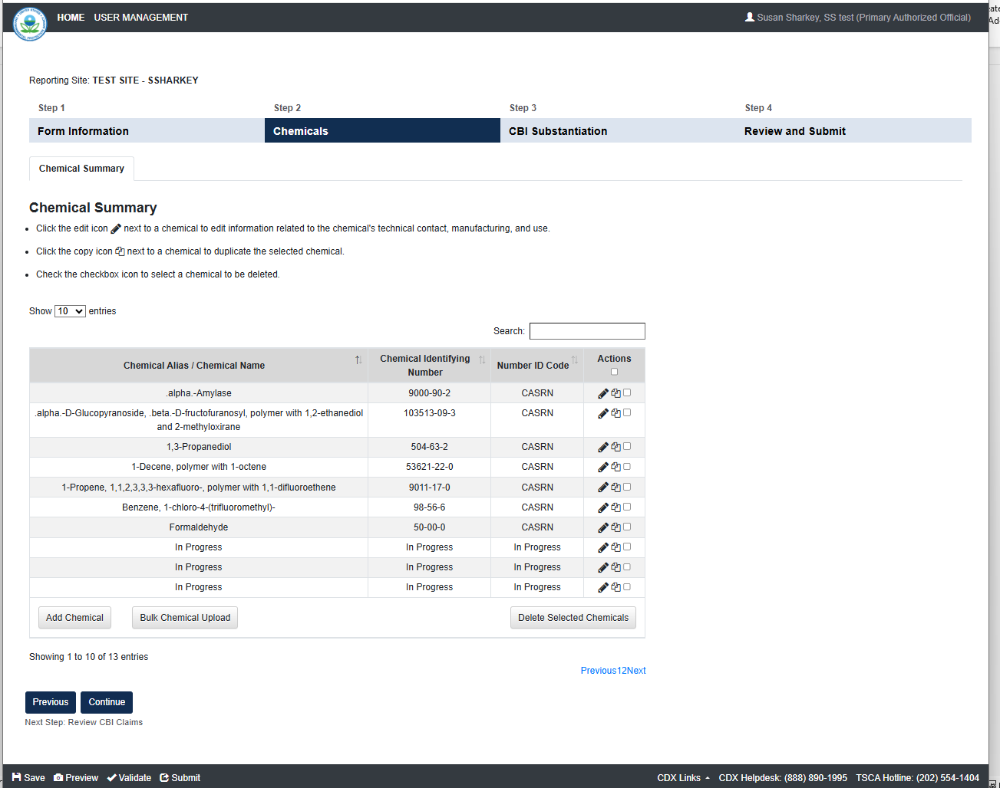 HOME USER MANAGEMENT
Susan Sharkey, SS test (Primary Authorized Official)
Reporting Site: TEST SITE - SSHARKEY
Step 1 Step 2 Step 3 Step 4
Form Information Chemicals CBI Substantiation Review and Submit
Chemical Summary
Chemical Summary
Click the edit icon next to a chemical to edit information related to the chemical's technical contact, manufacturing, and use.
Click the copy icon next to a chemical to duplicate the selected chemical.
Check the checkbox icon to select a chemical to be deleted.
Show 10 entries
Search:
Chemical Alias / Chemical Name Chemical Identifying Number Number ID Code Actions
.alpha.-Amylase 9000-90-2 CASRN
.alpha.-D-Glucopyranoside, .beta.-D-fructofuranosyl, polymer with 1,2-ethanediol and 2-methyloxirane 103513-09-3 CASRN
1,3-Propanediol 504-63-2 CASRN
1-Decene, polymer with 1-octene 53621-22-0 CASRN
1-Propene, 1,1,2,3,3,3-hexafluoro-, polymer with 1,1-difluoroethene 9011-17-0 CASRN
Benzene, 1-chloro-4-(trifluoromethyl)- 98-56-6 CASRN
Formaldehyde 50-00-0 CASRN
In Progress In Progress In Progress
In Progress In Progress In Progress
In Progress In Progress In Progress
Add Chemical Bulk Chemical Upload Delete Selected Chemicals
Showing 1 to 10 of 13 entries
Previous12Next
Previous Continue
Next Step: Review CBI Claims
Save Preview Validate Submit CDX Links CDX Helpdesk: (888) 890-1995 TSCA Hotline: (202) 554-1404